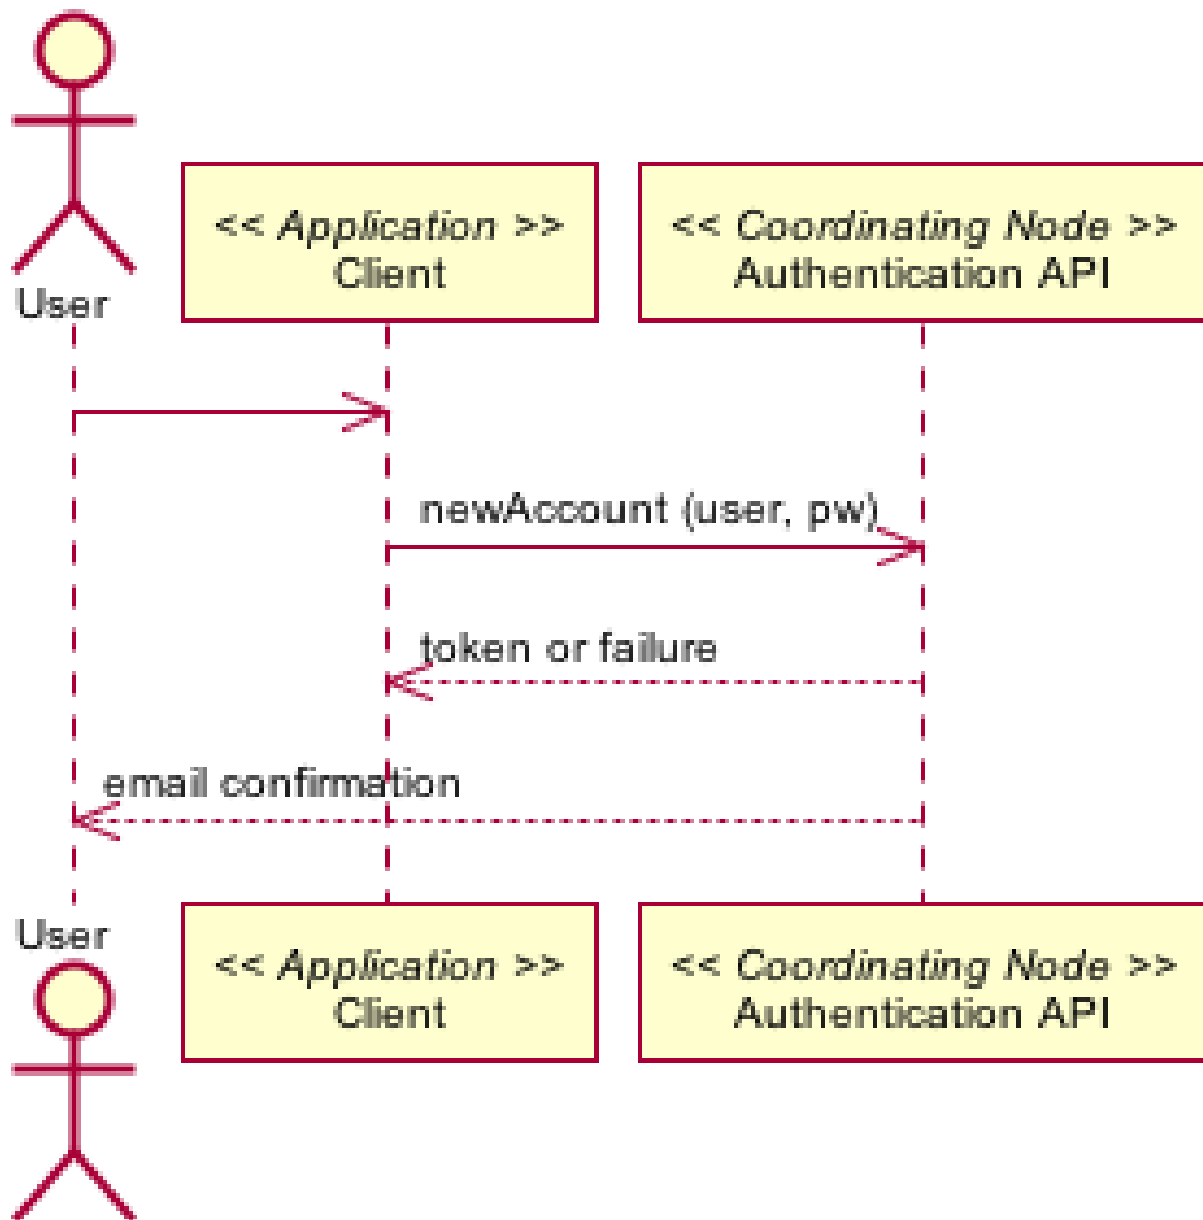 User
<< Application >>
Client
<< Coordinating Node >>
Authentication API
newAccount (user, pw)
token or failure
email confirmation
User
<< Application >>
Client
<< Coordinating Node >>
Authentication API